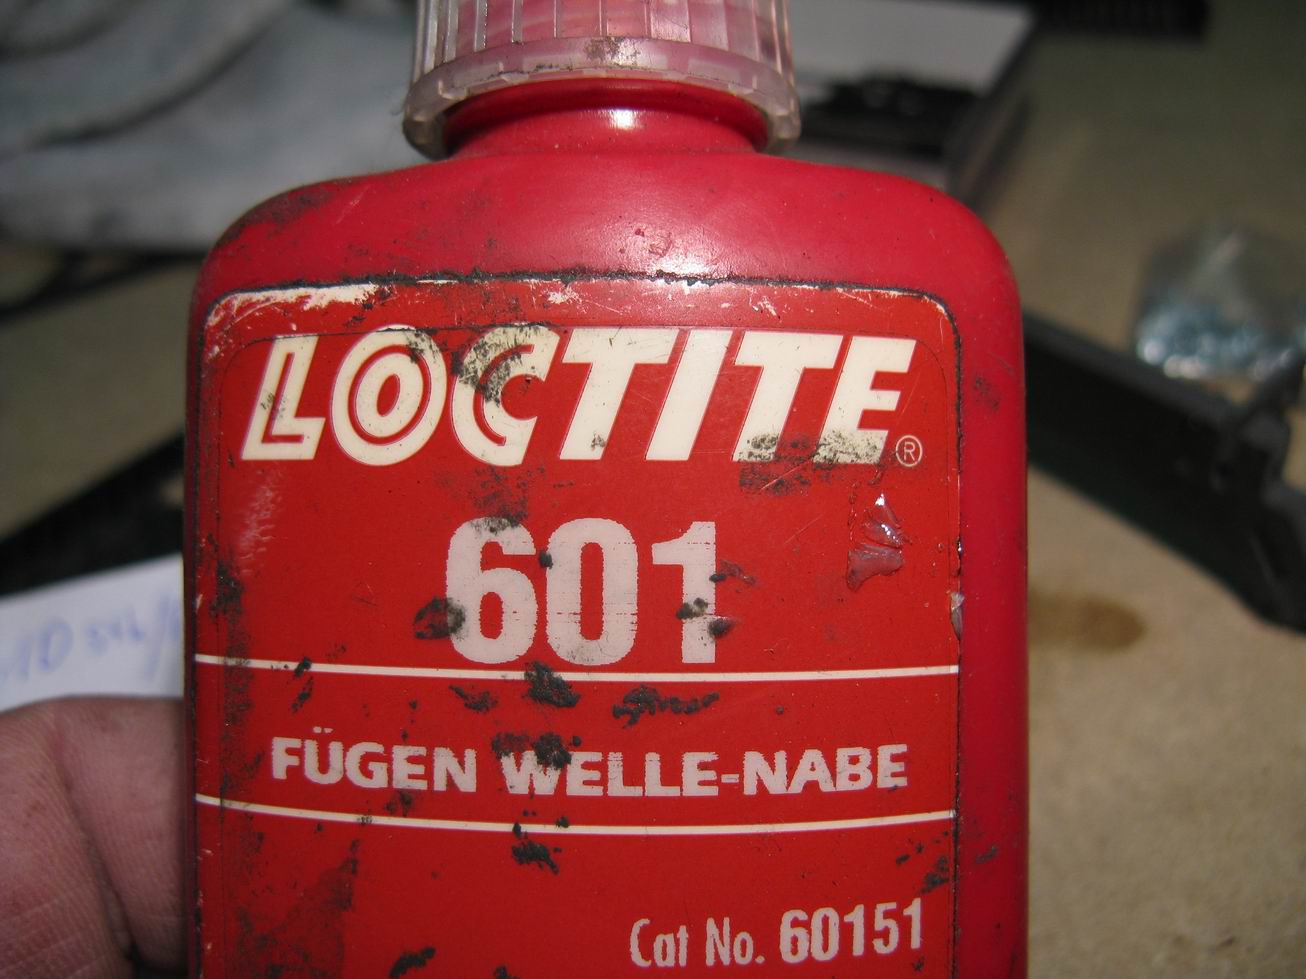 LOCTITE®
601
FÜGEN WELLE-NABE
Cat No. 60151